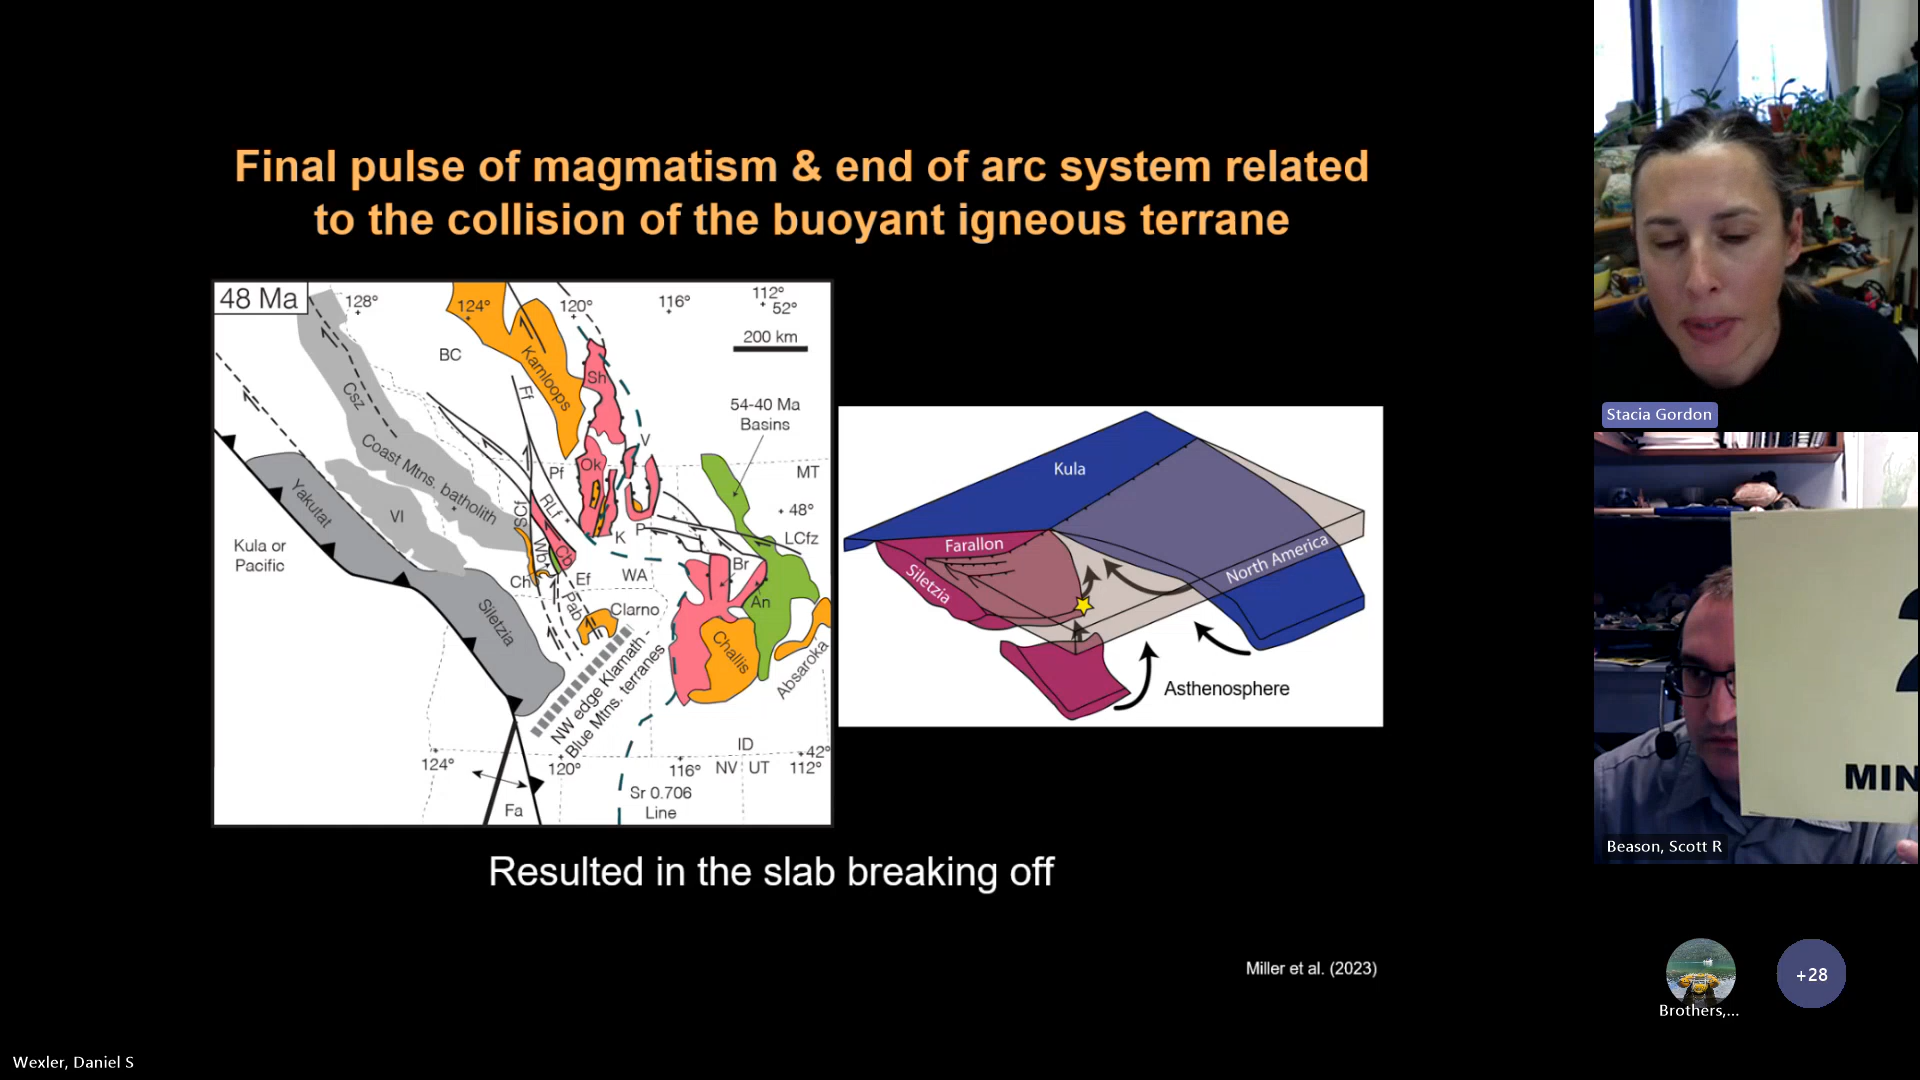 Final pulse of magmatism & end of arc system related
to the collision of the buoyant igneous terrane
48 Ma
128°
124°
120°
116°
112°
52°
200 km
BC
Kamloops
Sh
Csz
Ff
54-40 Ma
Basins
V
Coast Mtns. batholith
Pf
Ok
MT
Yakutat
VI
SCf
RLf
48°
Kula or
Pacific
K
P
LCfz
Wb
Cb
Ch
Ef
WA
Br
Pab
An
Siletzia
Clarno
Challis
Absaroka
NW edge Klamath -
Blue Mtns. terranes
ID
42°
124°
120°
116°
NV
UT
112°
Sr 0.706
Line
Fa
Kula
Farallon
Siletzia
North America
Asthenosphere
Resulted in the slab breaking off
Miller et al. (2023)
Stacia Gordon
MIN
Beason, Scott R
+28
Brothers,...
Wexler, Daniel S